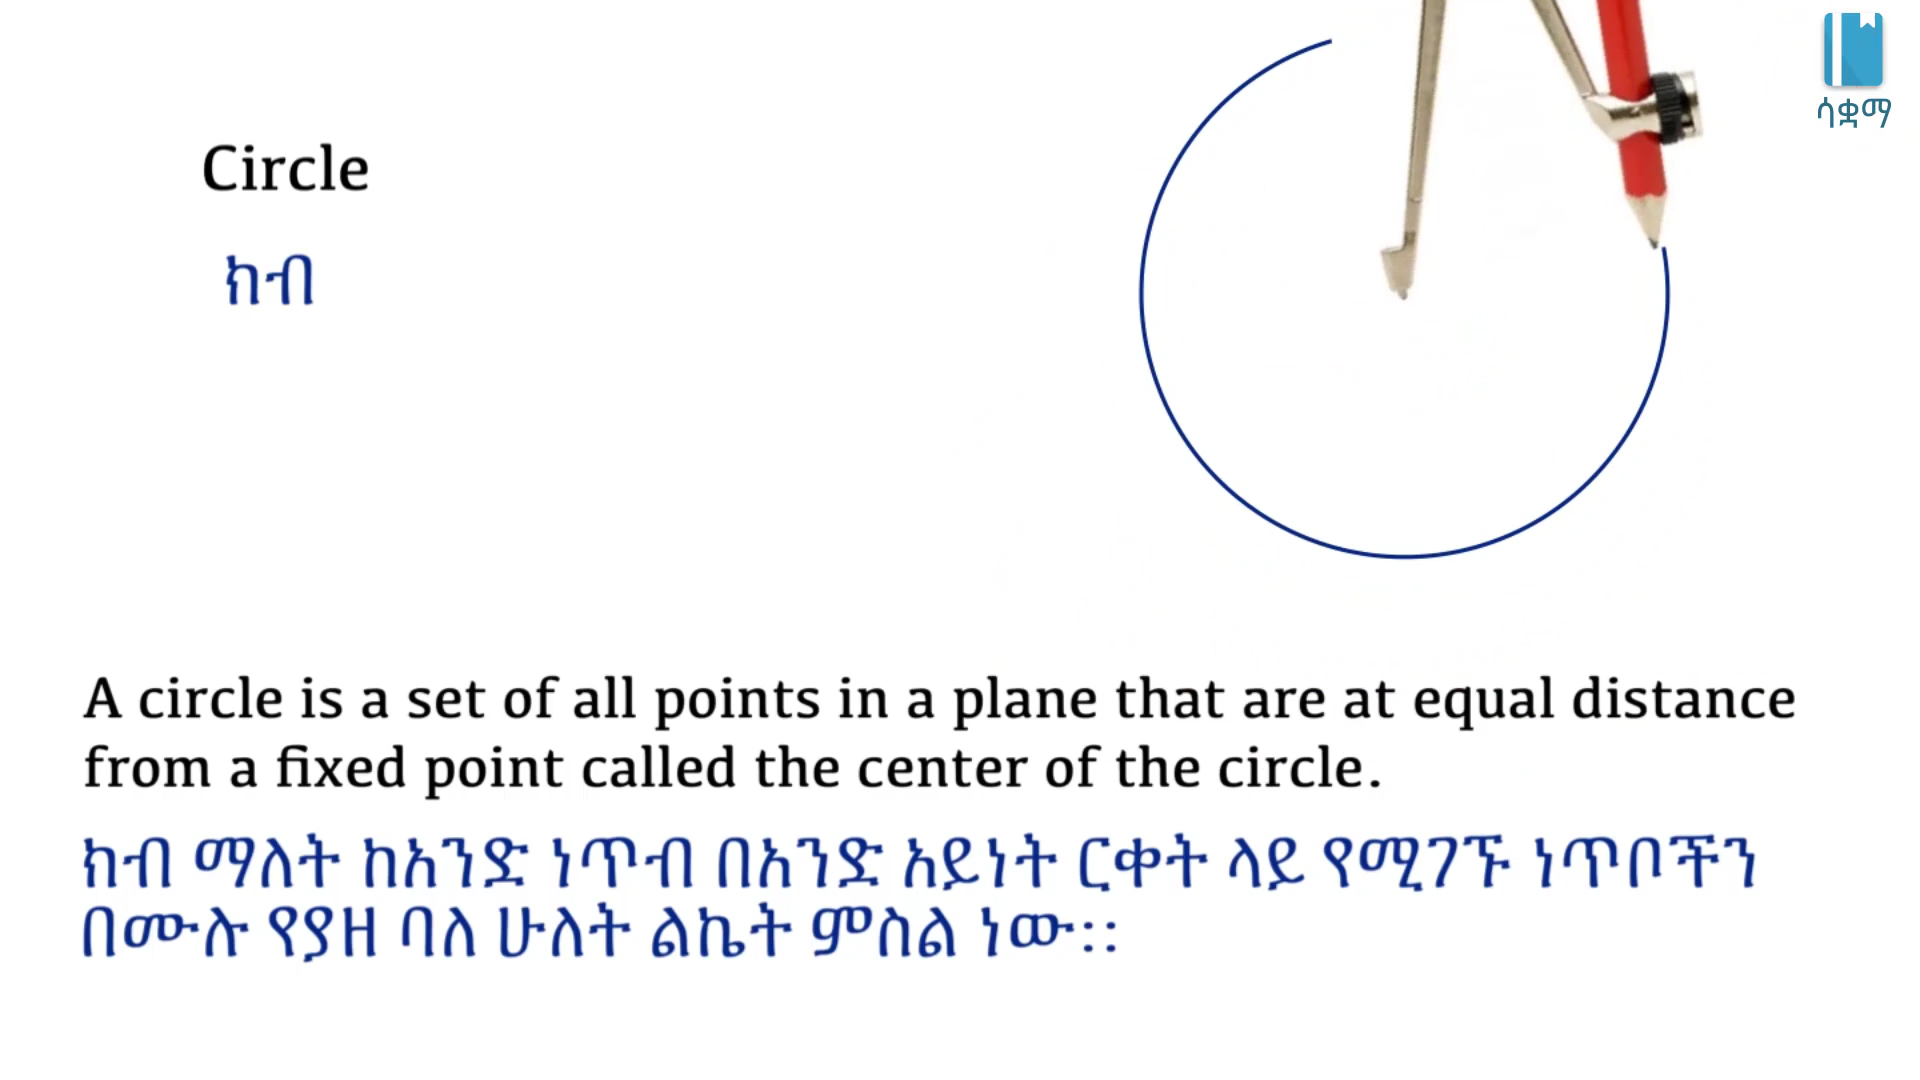 ሳቋማ
Circle
ክብ
A circle is a set of all points in a plane that are at equal distance
from a fixed point called the center of the circle.
ክብ ማለት ከአንድ ነጥብ በአንድ አይነት ርቀት ላይ የሚገኙ ነጥቦችን
በሙሉ የያዘ ባለ ሁለት ልኬት ምስል ነው::